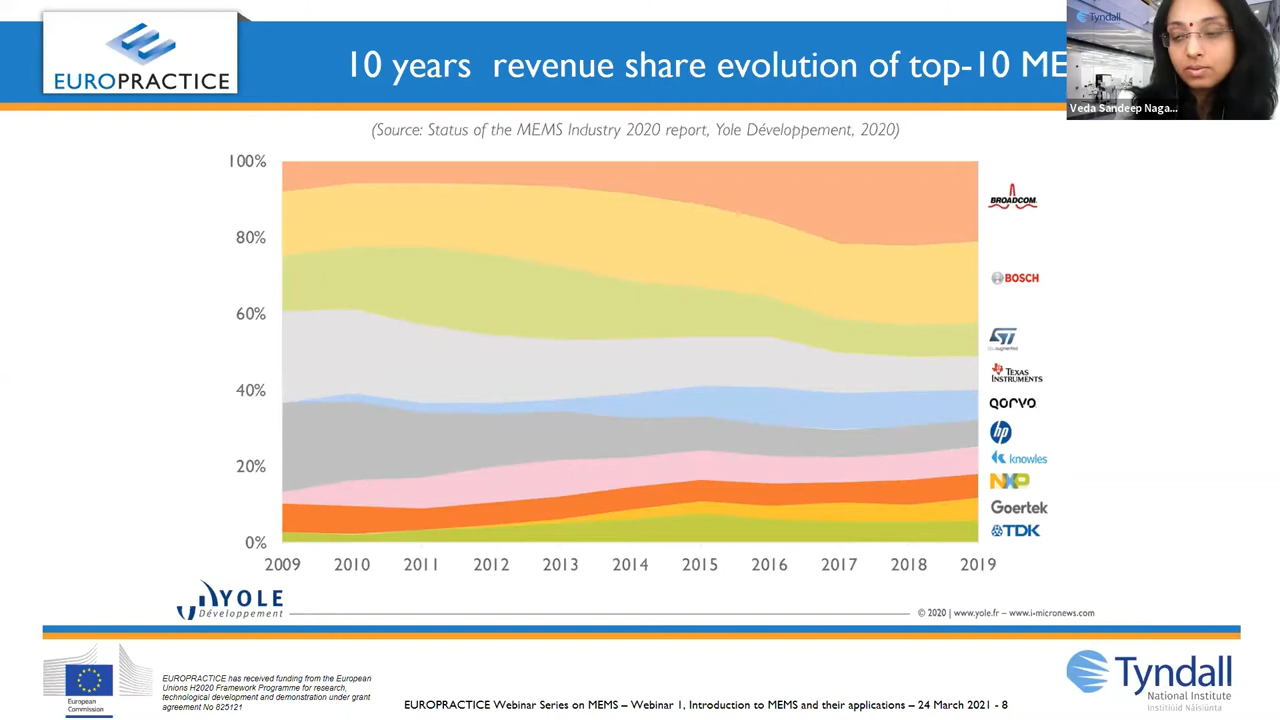 EUROPRACTICE
10 years revenue share evolution of top-10 ME
Tyndall
Veda Sandeep Naga...
(Source: Status of the MEMS Industry 2020 report, Yole Développement, 2020)
100%
80%
60%
40%
20%
0%
2009 2010 2011 2012 2013 2014 2015 2016 2017 2018 2019
BROADCOM
BOSCH
ST
TEXAS
INSTRUMENTS
QORVO
hp
knowles
NXP
Goertek
TDK
YOLE
Développement
© 2020 | www.yole.fr – www.i-micronews.com
European
Commission
EUROPRACTICE has received funding from the European
Unions H2020 Framework Programme for research,
technological development and demonstration under grant
agreement No 825121
EUROPRACTICE Webinar Series on MEMS – Webinar 1, Introduction to MEMS and their applications – 24 March 2021 - 8
Tyndall
National Institute
Institiúid Náisiúnta